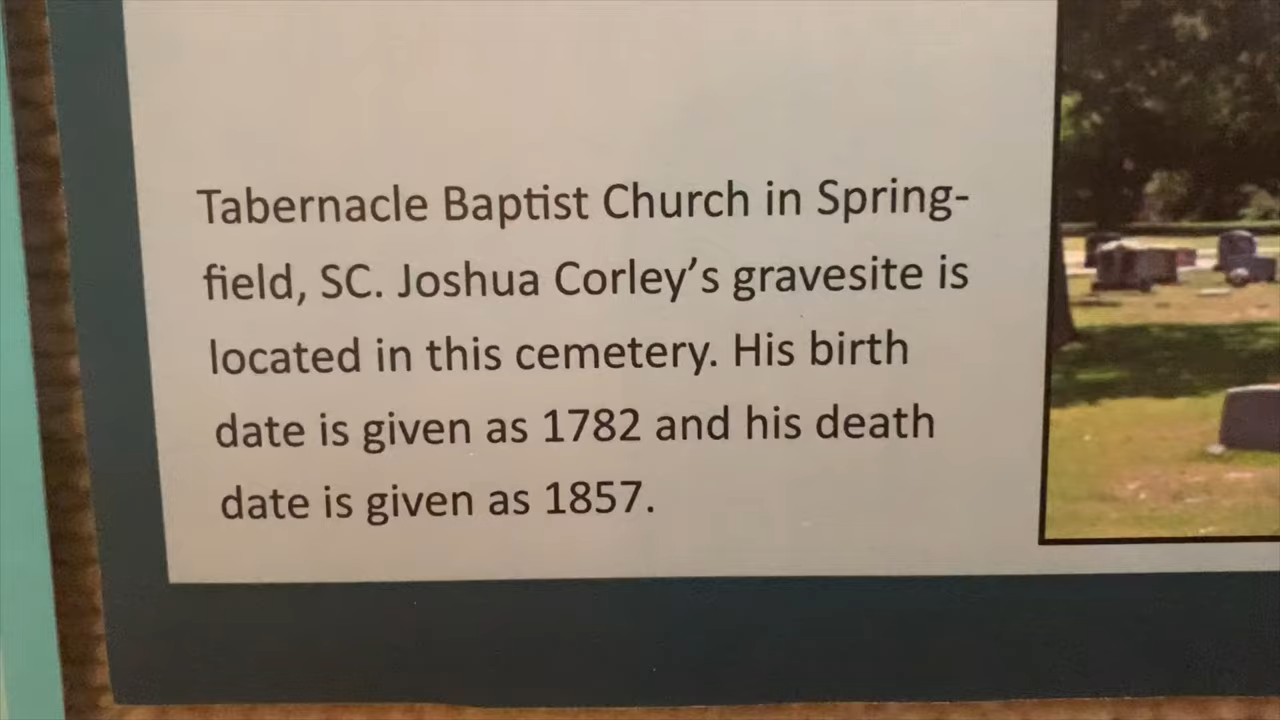 Tabernacle Baptist Church in Spring-
field, SC. Joshua Corley’s gravesite is
located in this cemetery. His birth
date is given as 1782 and his death
date is given as 1857.